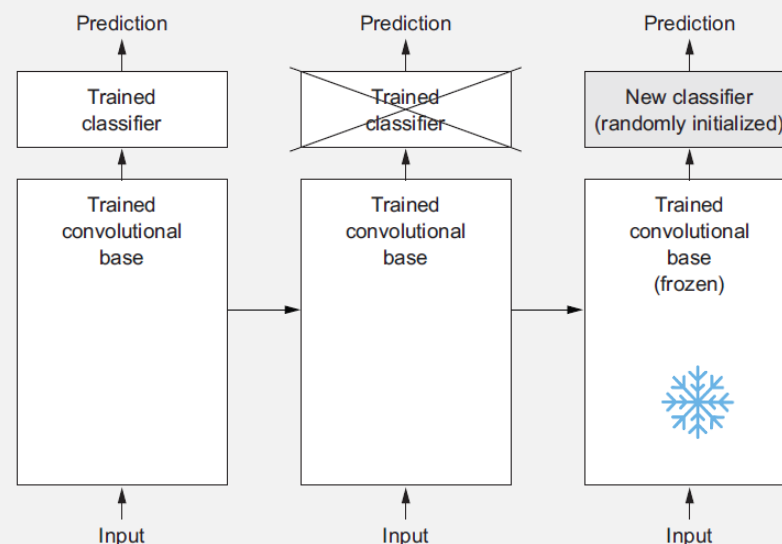 Prediction
Trained
classifier
Trained
convolutional
base
Input
Prediction
Trained
classifier
Trained
convolutional
base
Input
Prediction
New classifier
(randomly initialized)
Trained
convolutional
base
(frozen)
Input